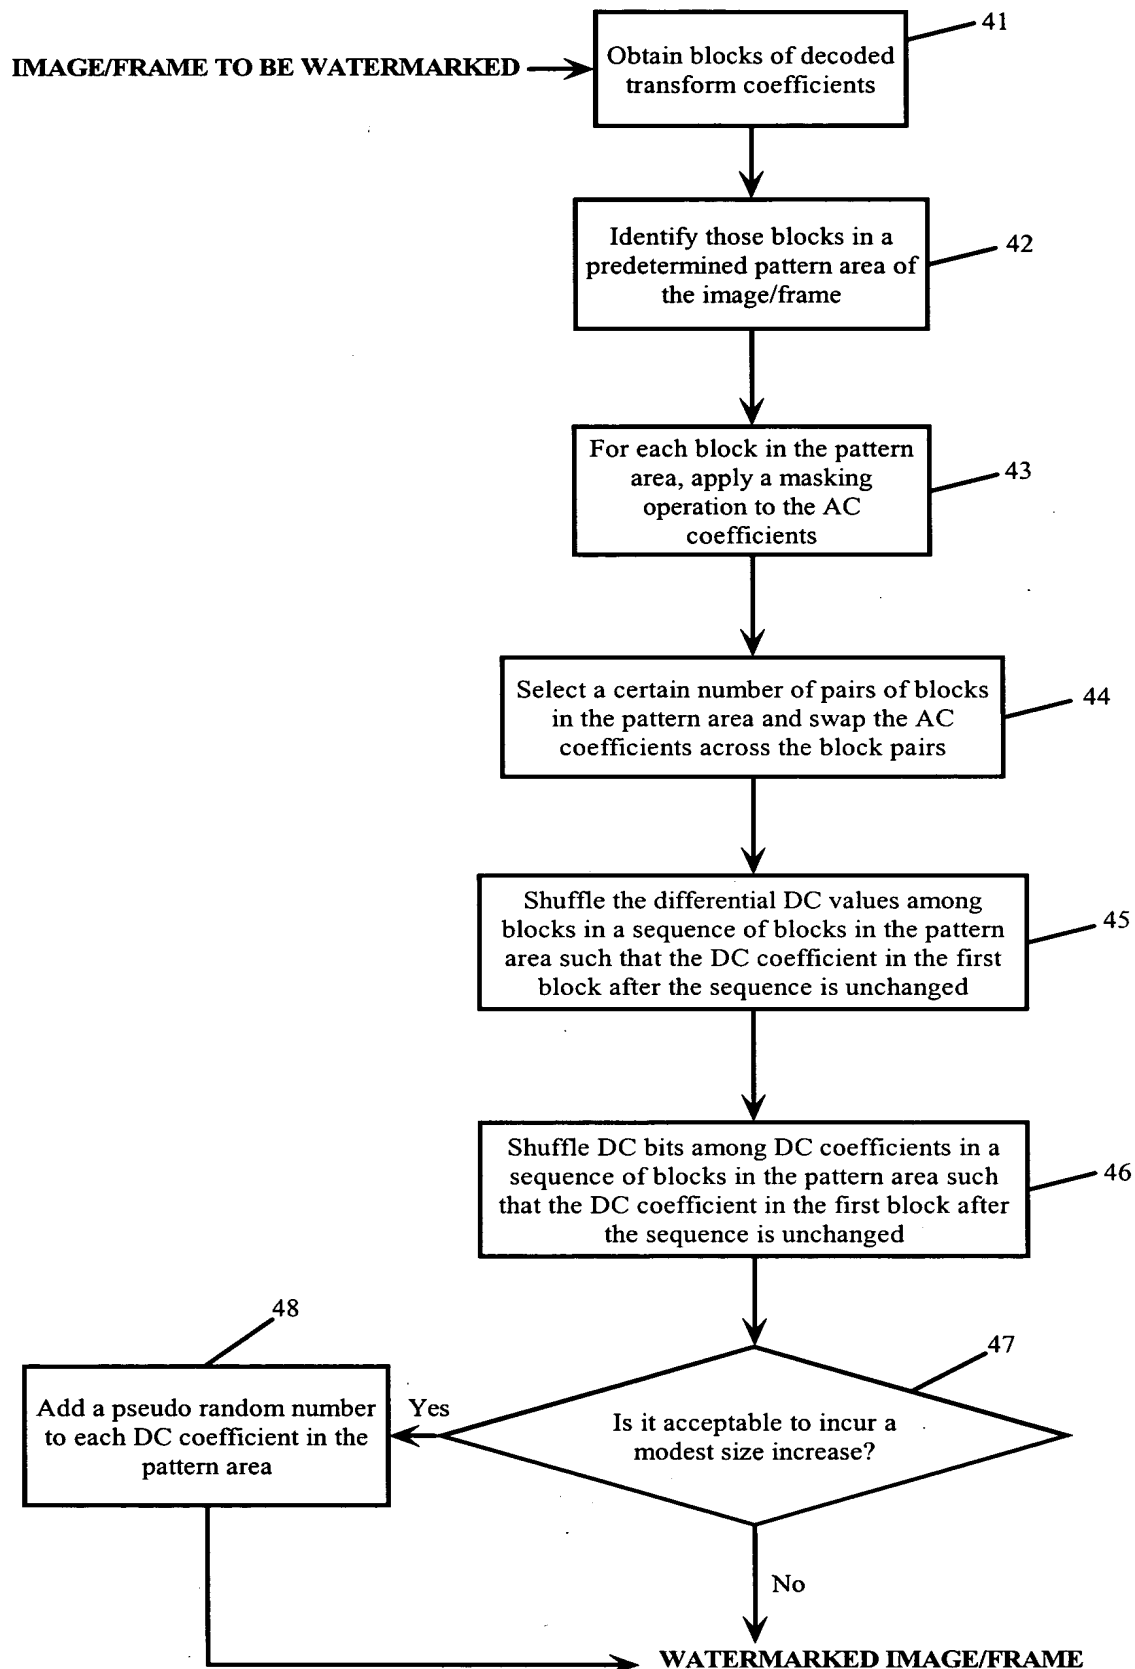 41
IMAGE/FRAME TO BE WATERMARKED
Obtain blocks of decoded
transform coefficients
Identify those blocks in a
predetermined pattern area of
the image/frame
42
For each block in the pattern
area, apply a masking
operation to the AC
coefficients
43
Select a certain number of pairs of blocks
in the pattern area and swap the AC
coefficients across the block pairs
44
Shuffle the differential DC values among
blocks in a sequence of blocks in the pattern
area such that the DC coefficient in the first
block after the sequence is unchanged
45
Shuffle DC bits among DC coefficients in a
sequence of blocks in the pattern area such
that the DC coefficient in the first block after
the sequence is unchanged
46
48
47
Add a pseudo random number
to each DC coefficient in the
pattern area
Yes
Is it acceptable to incur a
modest size increase?
No
WATERMARKED IMAGE/FRAME